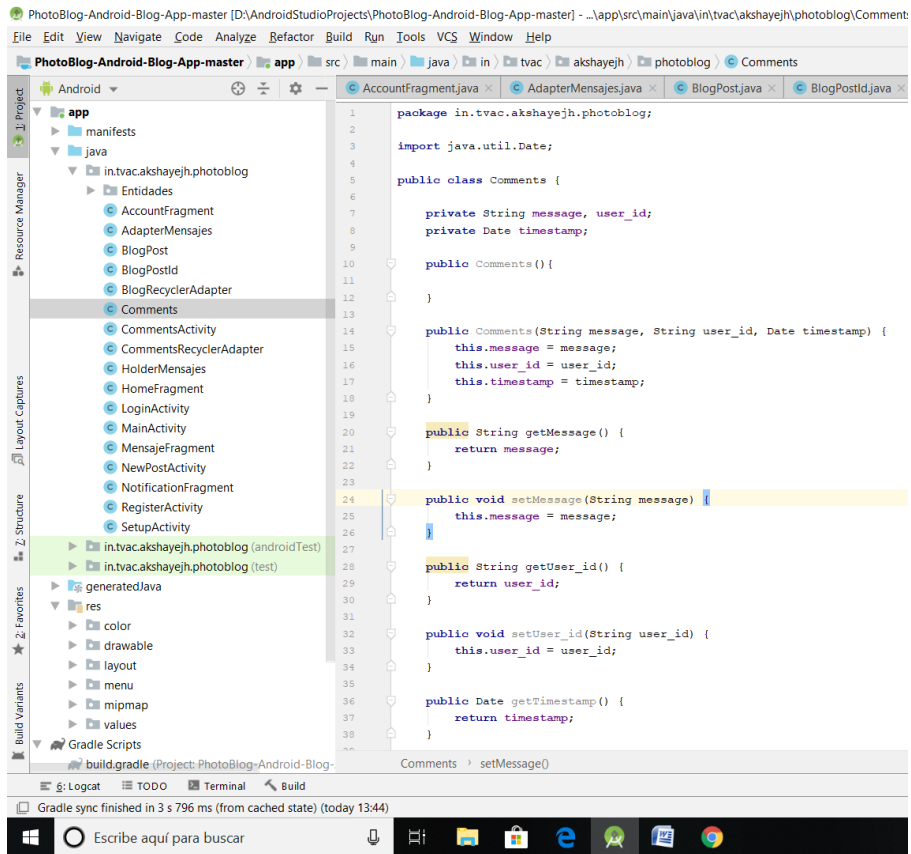 PhotoBlog-Android-Blog-App-master [D:\AndroidStudioProjects\PhotoBlog-Android-Blog-App-master] - ...\app\src\main\java\in\tvac\akshayejh\photoblog\Comments
File Edit View Navigate Code Analyze Refactor Build Run Tools VCS Window Help
PhotoBlog-Android-Blog-App-master app src main java in tvac akshayejh photoblog Comments
Android
AccountFragment.java AdapterMensajes.java BlogPost.java BlogPostId.java
1: Project
Resource Manager
Layout Captures
7: Structure
2: Favorites
Build Variants
app
manifests
java
in.tvac.akshayejh.photoblog
Entidades
AccountFragment
AdapterMensajes
BlogPost
BlogPostId
BlogRecyclerAdapter
Comments
CommentsActivity
CommentsRecyclerAdapter
HolderMensajes
HomeFragment
LoginActivity
MainActivity
MensajeFragment
NewPostActivity
NotificationFragment
RegisterActivity
SetupActivity
in.tvac.akshayejh.photoblog (androidTest)
in.tvac.akshayejh.photoblog (test)
generatedJava
res
color
drawable
layout
menu
mipmap
values
Gradle Scripts
build.gradle (Project: PhotoBlog-Android-Blog-
1 package in.tvac.akshayejh.photoblog;
2
3 import java.util.Date;
4
5 public class Comments {
6
7 private String message, user_id;
8 private Date timestamp;
9
10 public Comments(){
11
12 }
13
14 public Comments(String message, String user_id, Date timestamp) {
15 this.message = message;
16 this.user_id = user_id;
17 this.timestamp = timestamp;
18 }
19
20 public String getMessage() {
21 return message;
22 }
23
24 public void setMessage(String message) {
25 this.message = message;
26 }
27
28 public String getUser_id() {
29 return user_id;
30 }
31
32 public void setUser_id(String user_id) {
33 this.user_id = user_id;
34 }
35
36 public Date getTimestamp() {
37 return timestamp;
38 }
Comments › setMessage()
6: Logcat TODO Terminal Build
Gradle sync finished in 3 s 796 ms (from cached state) (today 13:44)
Escribe aquí para buscar